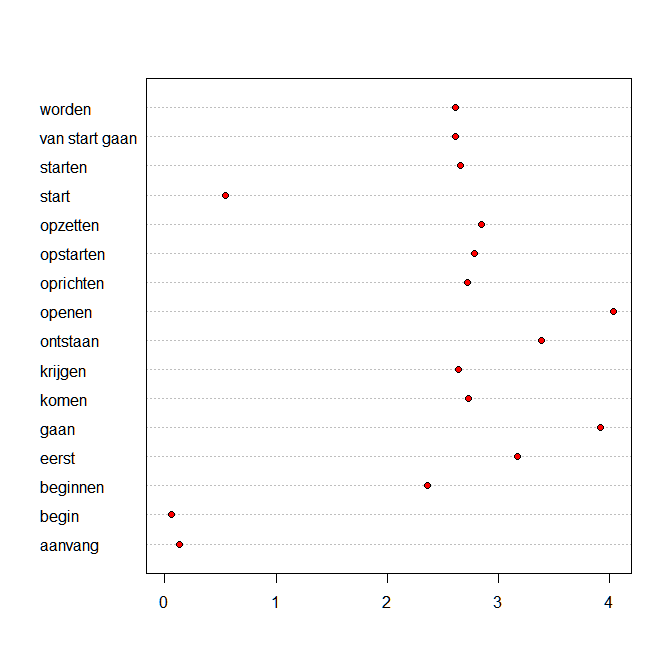 worden
van start gaan
starten
start
opzetten
opstarten
oprichten
openen
ontstaan
krijgen
komen
gaan
eerst
beginnen
begin
aanvang
0 1 2 3 4